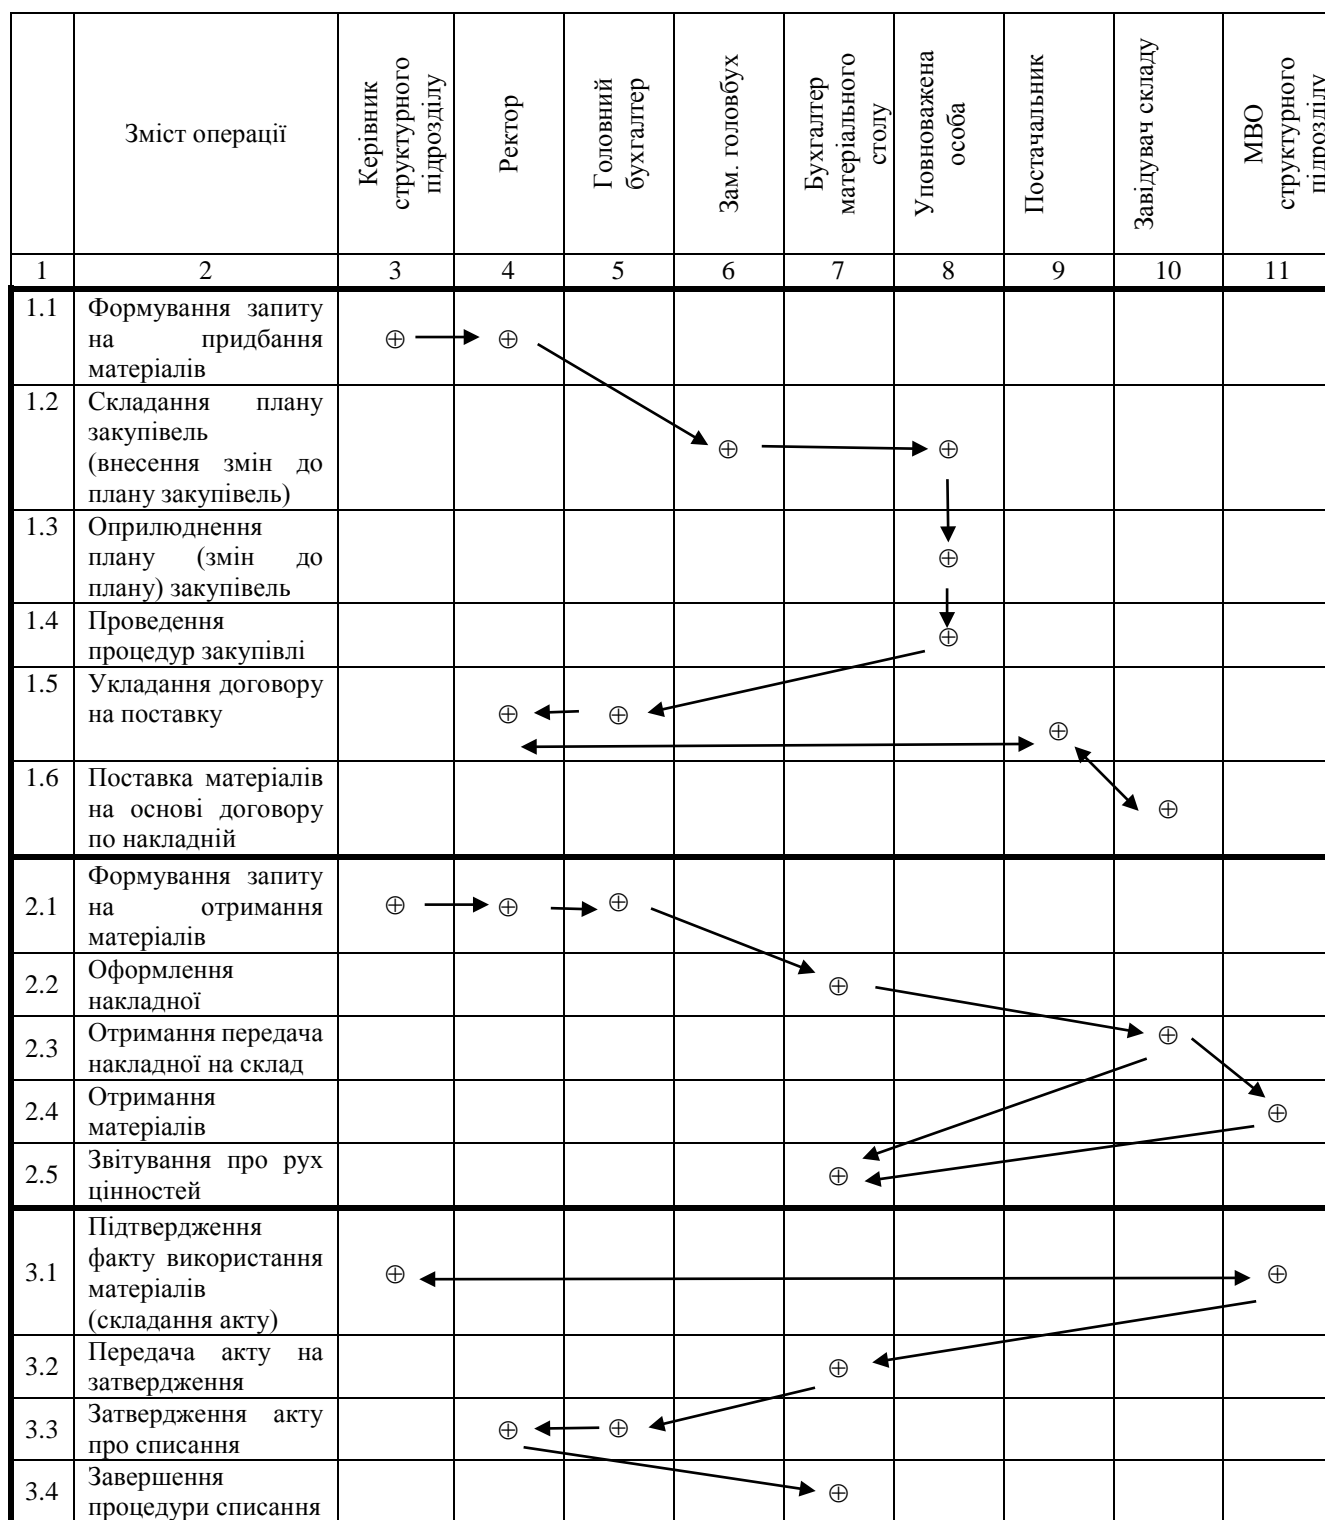 Зміст операції
Керівник
структурного
підрозділу
Ректор
Головний
бухгалтер
Зам. головбух
Бухгалтер
матеріального
столу
Уповноважена
особа
Постачальник
Завідувач складу
МВО
структурного
підрозділу
1 2 3 4 5 6 7 8 9 10 11
1.1 Формування запиту
на придбання
матеріалів
1.2 Складання плану
закупівель
(внесення змін до
плану закупівель)
1.3 Оприлюднення
плану (змін до
плану) закупівель
1.4 Проведення
процедур закупівлі
1.5 Укладання договору
на поставку
1.6 Поставка матеріалів
на основі договору
по накладній
Формування запиту
2.1 на отримання
матеріалів
2.2 Оформлення
накладної
2.3 Отримання передача
накладної на склад
2.4 Отримання
матеріалів
2.5 Звітування про рух
цінностей
Підтвердження
факту використання
3.1 матеріалів
(складання акту)
3.2 Передача акту на
затвердження
3.3 Затвердження акту
про списання
3.4 Завершення
процедури списання